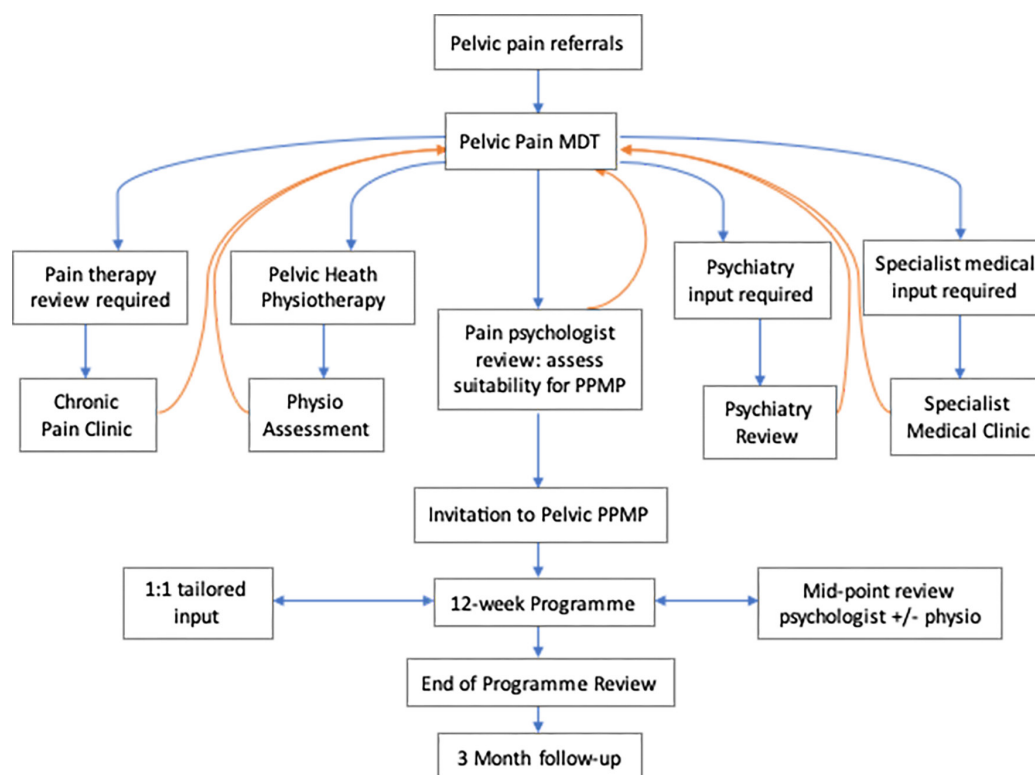 Pelvic pain referrals
Pelvic Pain MDT
Pain therapy
review required
Pelvic Heath
Physiotherapy
Psychiatry
input required
Specialist medical
input required
Pain psychologist
review: assess
suitability for PPMP
Chronic
Pain Clinic
Physio
Assessment
Psychiatry
Review
Specialist
Medical Clinic
Invitation to Pelvic PPMP
1:1 tailored
input
12-week Programme
Mid-point review
psychologist +/- physio
End of Programme Review
3 Month follow-up